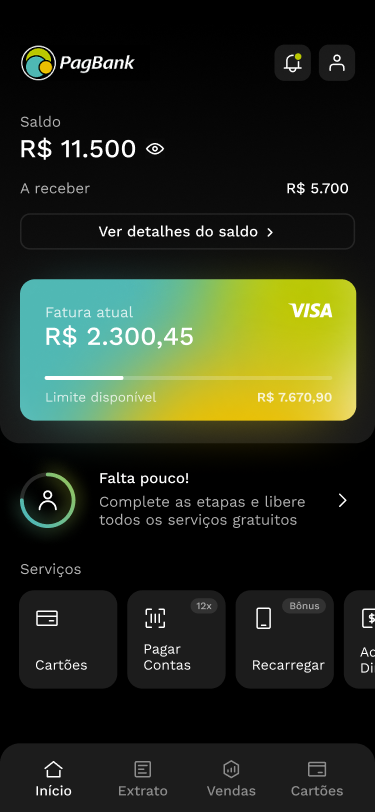 PagBank
Saldo
R$ 11.500
A receber R$ 5.700
Ver detalhes do saldo
Fatura atual VISA
R$ 2.300,45
Limite disponível R$ 7.670,90
Falta pouco!
Complete as etapas e libere
todos os serviços gratuitos
Serviços
Cartões
12x
Pagar
Contas
Bônus
Recarregar
Início Extrato Vendas Cartões